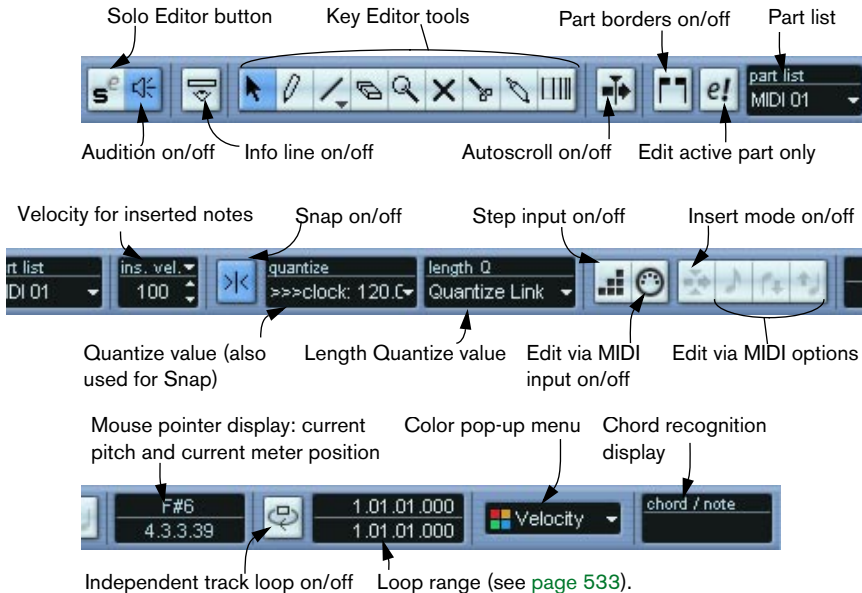 Solo Editor button
Key Editor tools
Part borders on/off
Part list
s e
e!
part list
MIDI 01
Audition on/off
Info line on/off
Autoscroll on/off
Edit active part only
Velocity for inserted notes
Snap on/off
Step input on/off
Insert mode on/off
rt list
IDI 01
ins. vel.
100
quantize
>>>clock: 120.0
length Q
Quantize Link
Quantize value (also
used for Snap)
Length Quantize value
Edit via MIDI
input on/off
Edit via MIDI options
Mouse pointer display: current
pitch and current meter position
Color pop-up menu
Chord recognition
display
F#6
4.3.3.39
1.01.01.000
1.01.01.000
Velocity
chord / note
Independent track loop on/off
Loop range (see page 533).